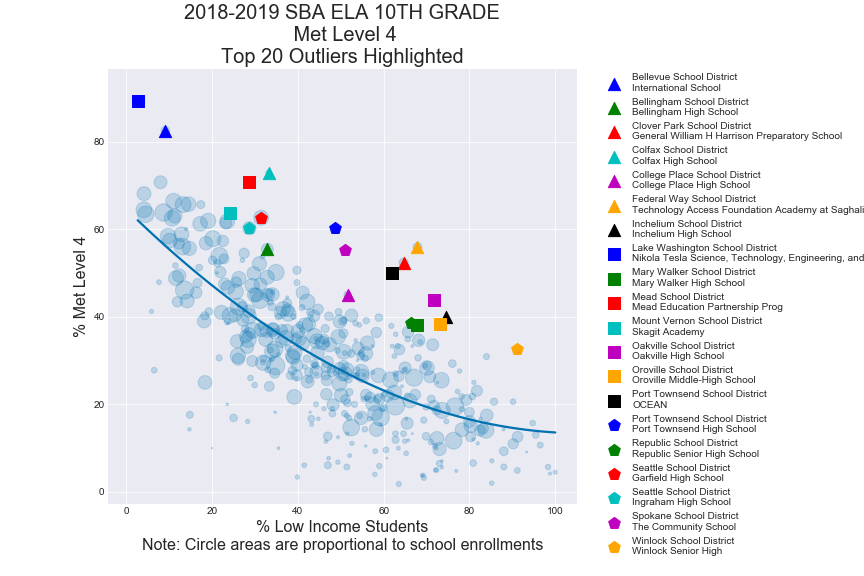 2018-2019 SBA ELA 10TH GRADE
Met Level 4
Top 20 Outliers Highlighted
% Met Level 4
80
60
40
20
0
0 20 40 60 80 100
% Low Income Students
Note: Circle areas are proportional to school enrollments
Bellevue School District
International School
Bellingham School District
Bellingham High School
Clover Park School District
General William H Harrison Preparatory School
Colfax School District
Colfax High School
College Place School District
College Place High School
Federal Way School District
Technology Access Foundation Academy at Saghali
Inchelium School District
Inchelium High School
Lake Washington School District
Nikola Tesla Science, Technology, Engineering, and
Mary Walker School District
Mary Walker High School
Mead School District
Mead Education Partnership Prog
Mount Vernon School District
Skagit Academy
Oakville School District
Oakville High School
Oroville School District
Oroville Middle-High School
Port Townsend School District
OCEAN
Port Townsend School District
Port Townsend High School
Republic School District
Republic Senior High School
Seattle School District
Garfield High School
Seattle School District
Ingraham High School
Spokane School District
The Community School
Winlock School District
Winlock Senior High